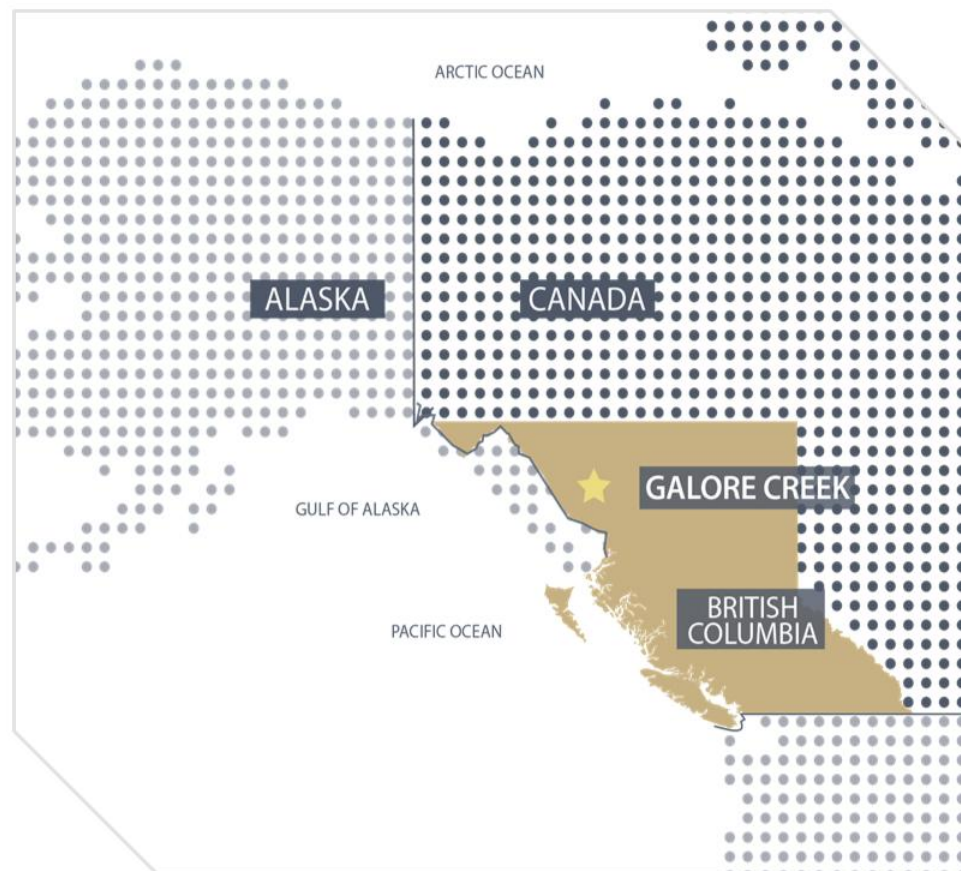 ARCTIC OCEAN
ALASKA
CANADA
GALORE CREEK
GULF OF ALASKA
BRITISH
COLUMBIA
PACIFIC OCEAN